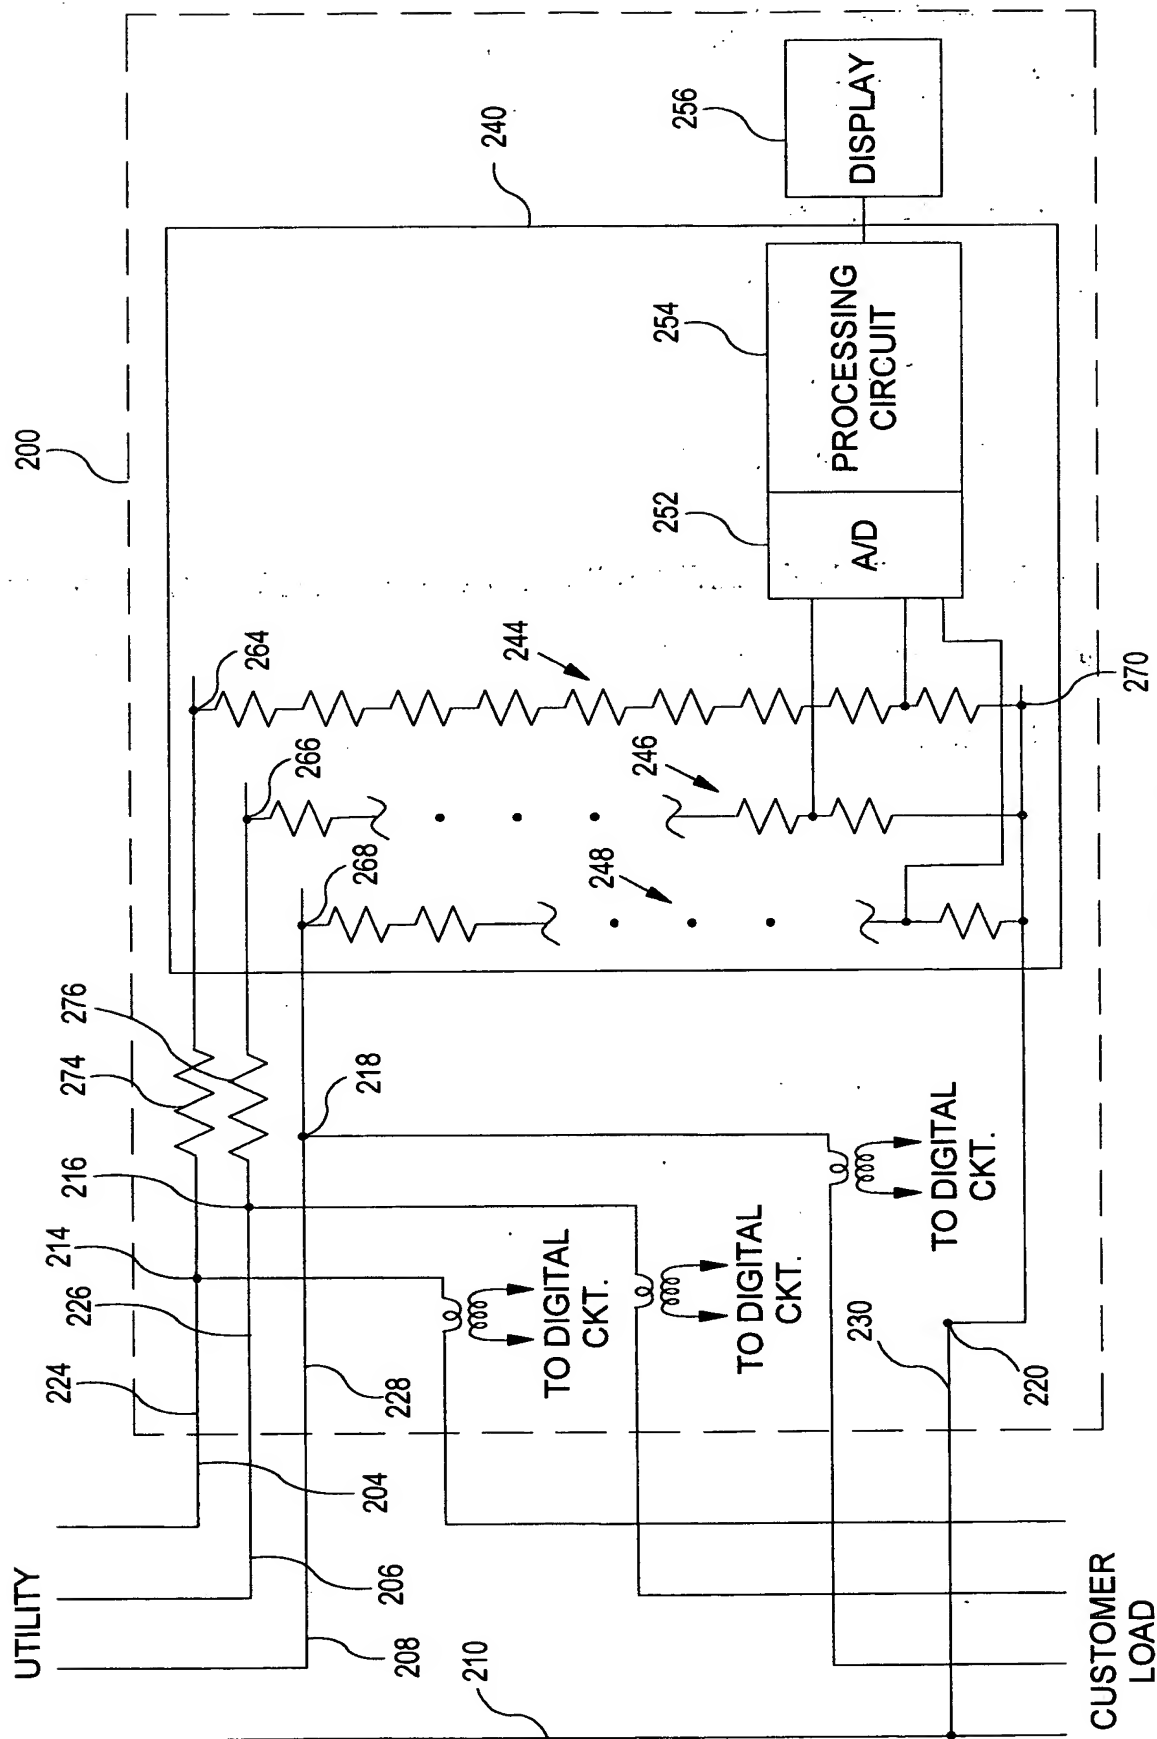 200
240
256
DISPLAY
254
PROCESSING
CIRCUIT
252
A/D
264
244
266
246
268
248
270
276
274
218
216
214
226
224
228
TO DIGITAL
CKT.
TO DIGITAL
CKT.
TO DIGITAL
CKT.
230
220
204
206
208
210
UTILITY
CUSTOMER
LOAD